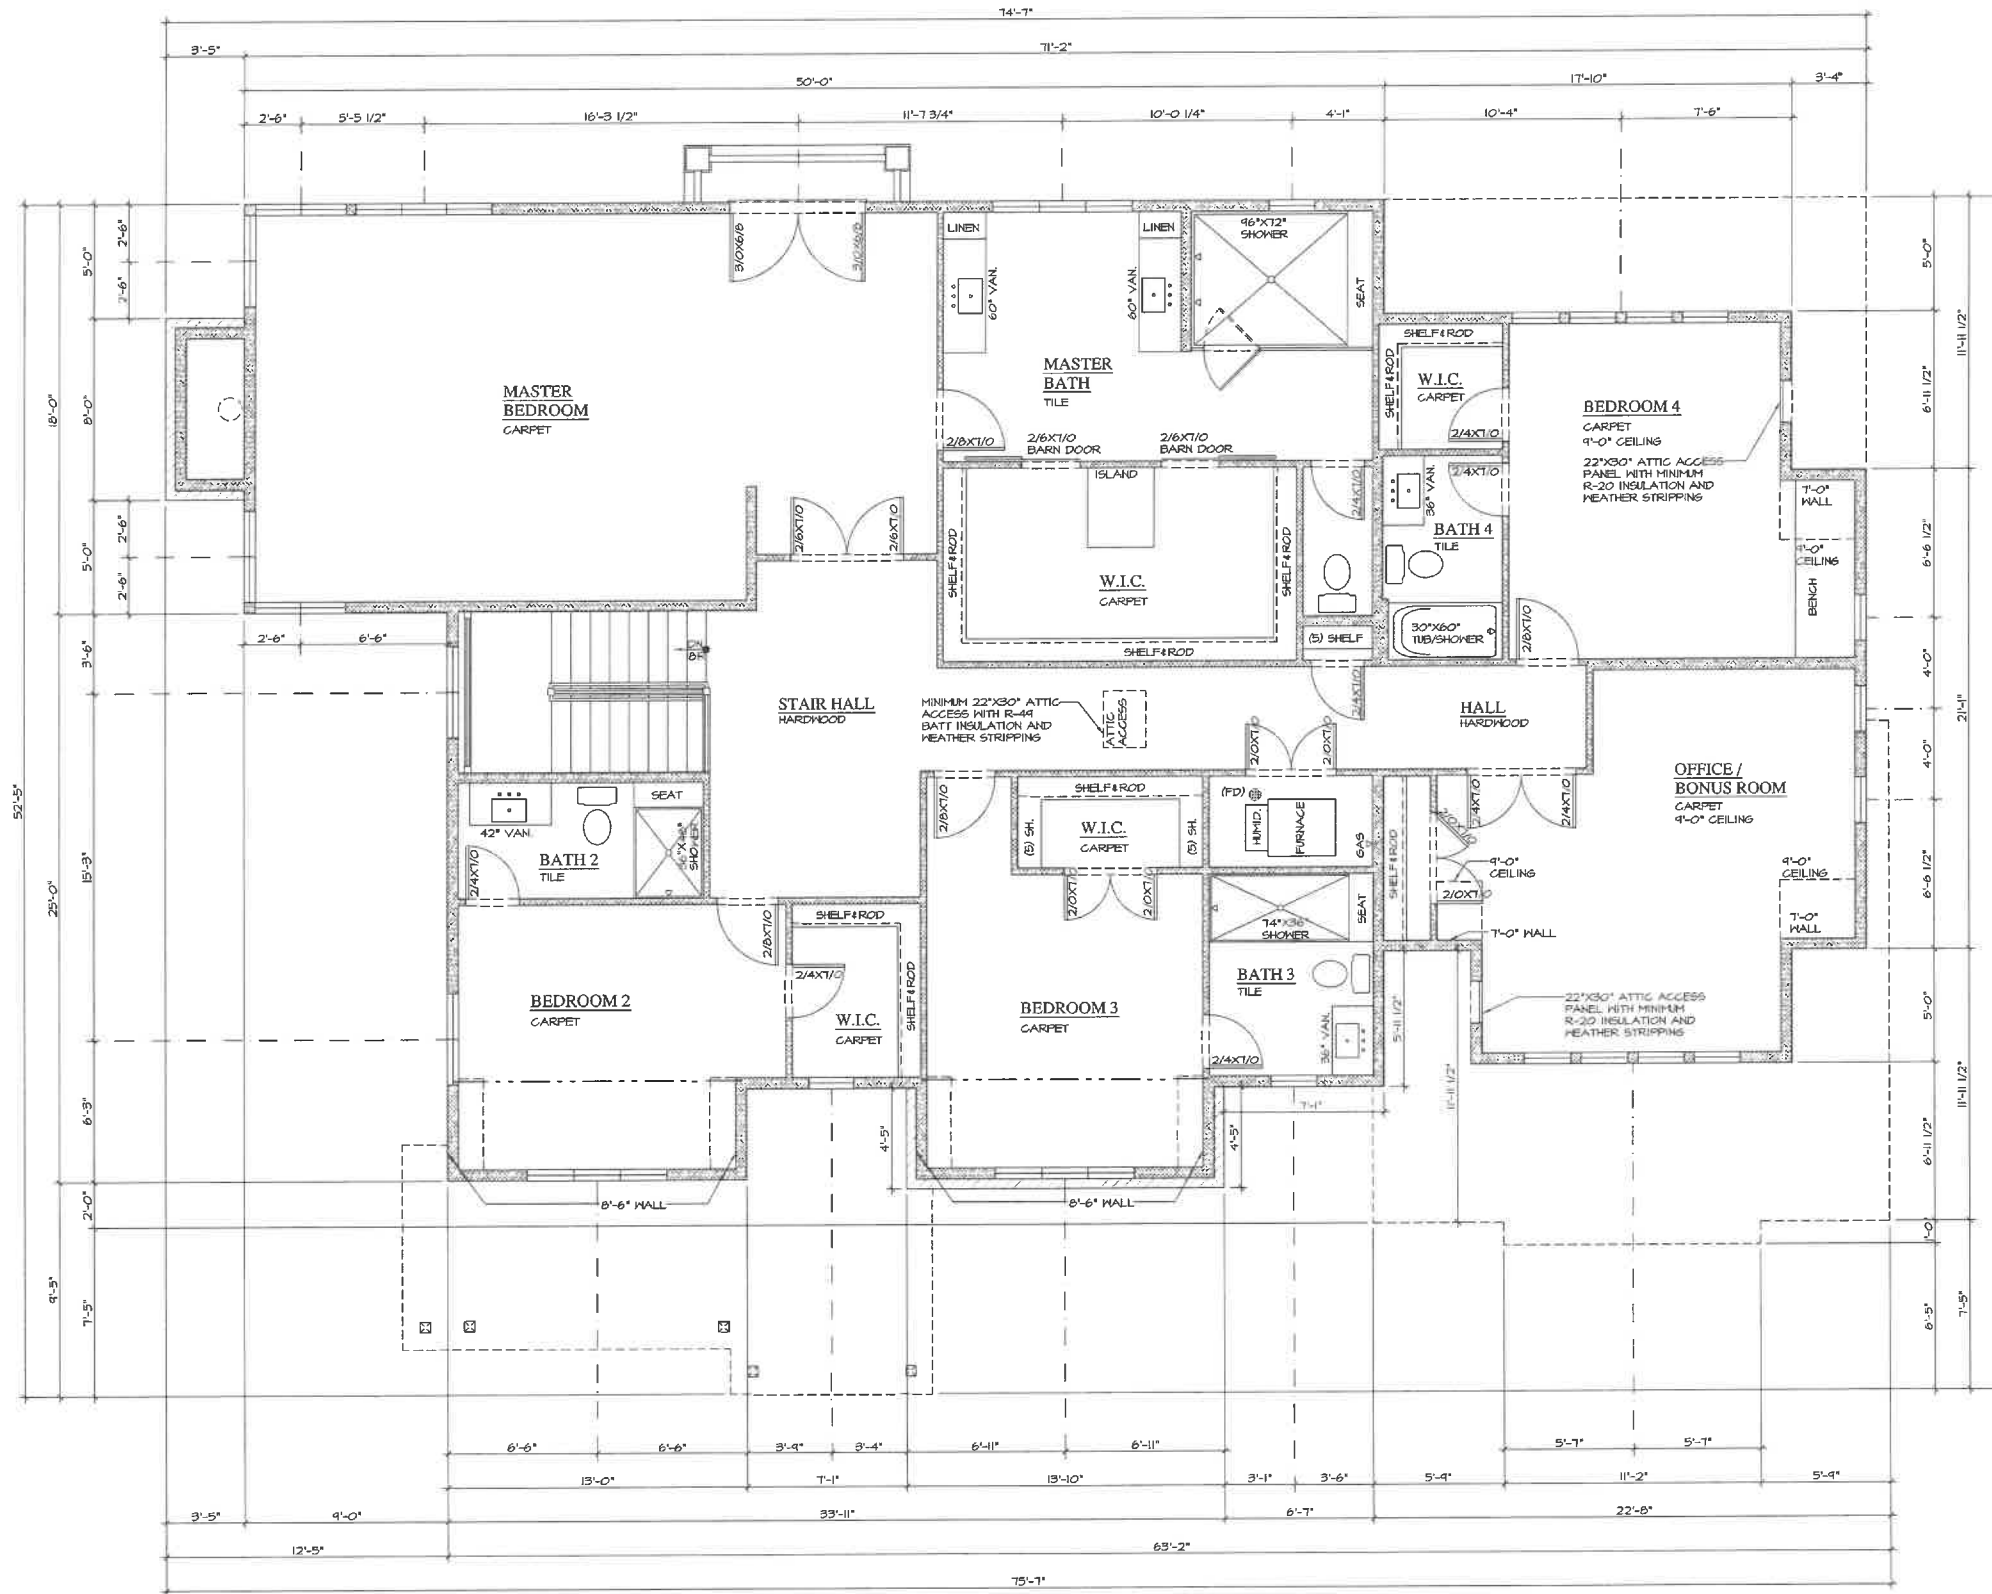 74'-7"
3'-5"
71'-2"
50'-0"
17'-10"
3'-4"
2'-6"
5'-5 1/2"
16'-3 1/2"
11'-7 3/4"
10'-0 1/4"
4'-1"
10'-4"
7'-6"
52'-5"
18'-0"
25'-0"
9'-5"
5'-0"
8'-0"
5'-0"
3'-6"
15'-3"
6'-3"
2'-0"
7'-5"
2'-6"
2'-6"
2'-6"
2'-6"
2'-6"
6'-6"
3/0X6/8
3/0X6/8
MASTER
BEDROOM
CARPET
2/6X7/0
2/6X7/0
LINEN
60" VAN.
LINEN
60" VAN.
96"X72"
SHOWER
SEAT
MASTER
BATH
TILE
2/8X7/0
2/6X7/0
BARN DOOR
2/6X7/0
BARN DOOR
2/4X7/0
ISLAND
SHELF&ROD
SHELF&ROD
W.I.C.
CARPET
SHELF&ROD
(5) SHELF
SHELF&ROD
SHELF&ROD
W.I.C.
CARPET
2/4X7/0
2/4X7/0
36" VAN.
BATH 4
TILE
30"X60"
TUB/SHOWER
BEDROOM 4
CARPET
9'-0" CEILING
22"X30" ATTIC ACCESS
PANEL WITH MINIMUM
R-20 INSULATION AND
WEATHER STRIPPING
7'-0"
WALL
9'-0"
CEILING
BENCH
2/8X7/0
STAIR HALL
HARDWOOD
MINIMUM 22"X30" ATTIC
ACCESS WITH R-49
BATT INSULATION AND
WEATHER STRIPPING
ATTIC
ACCESS
2/4X7/0
2/0X7/0
2/0X7/0
HALL
HARDWOOD
OFFICE /
BONUS ROOM
CARPET
9'-0" CEILING
2/4X7/0
2/4X7/0
2/0X7/0
2/0X7/0
9'-0"
CEILING
7'-0" WALL
9'-0"
CEILING
7'-0"
WALL
22"X30" ATTIC ACCESS
PANEL WITH MINIMUM
R-20 INSULATION AND
WEATHER STRIPPING
SHELF&ROD
42" VAN.
SEAT
SHOWER
BATH 2
TILE
2/4X7/0
2/8X7/0
BEDROOM 2
CARPET
SHELF&ROD
SHELF&ROD
2/4X7/0
W.I.C.
CARPET
2/8X7/0
SHELF&ROD
(5) SH.
(5) SH.
W.I.C.
CARPET
2/0X7/0
2/0X7/0
(FD)
HUMID.
FURNACE
GAS
74"X36"
SHOWER
SEAT
BATH 3
TILE
36" VAN.
2/4X7/0
BEDROOM 3
CARPET
8'-6" WALL
8'-6" WALL
4'-5"
4'-5"
7'-1"
5'-11 1/2"
11'-11 1/2"
5'-0"
6'-11 1/2"
6'-6 1/2"
4'-0"
4'-0"
6'-6 1/2"
5'-0"
6'-11 1/2"
1'-0"
6'-5"
11'-11 1/2"
21'-1"
11'-11 1/2"
7'-5"
6'-6"
6'-6"
3'-9"
3'-4"
6'-11"
6'-11"
5'-7"
5'-7"
13'-0"
7'-1"
13'-10"
3'-1"
3'-6"
5'-9"
11'-2"
5'-9"
3'-5"
9'-0"
33'-11"
6'-7"
22'-8"
12'-5"
63'-2"
75'-7"